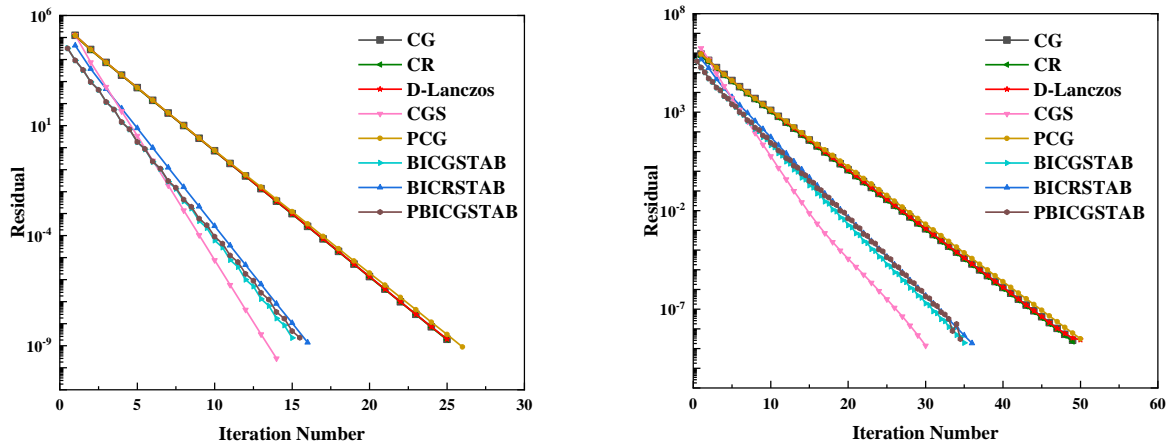 10^6
10^1
10^-4
10^-9
Residual
0
5
10
15
20
25
30
Iteration Number
CG
CR
D-Lanczos
CGS
PCG
BICGSTAB
BICRSTAB
PBICGSTAB
10^8
10^3
10^-2
10^-7
Residual
0
10
20
30
40
50
60
Iteration Number
CG
CR
D-Lanczos
CGS
PCG
BICGSTAB
BICRSTAB
PBICGSTAB